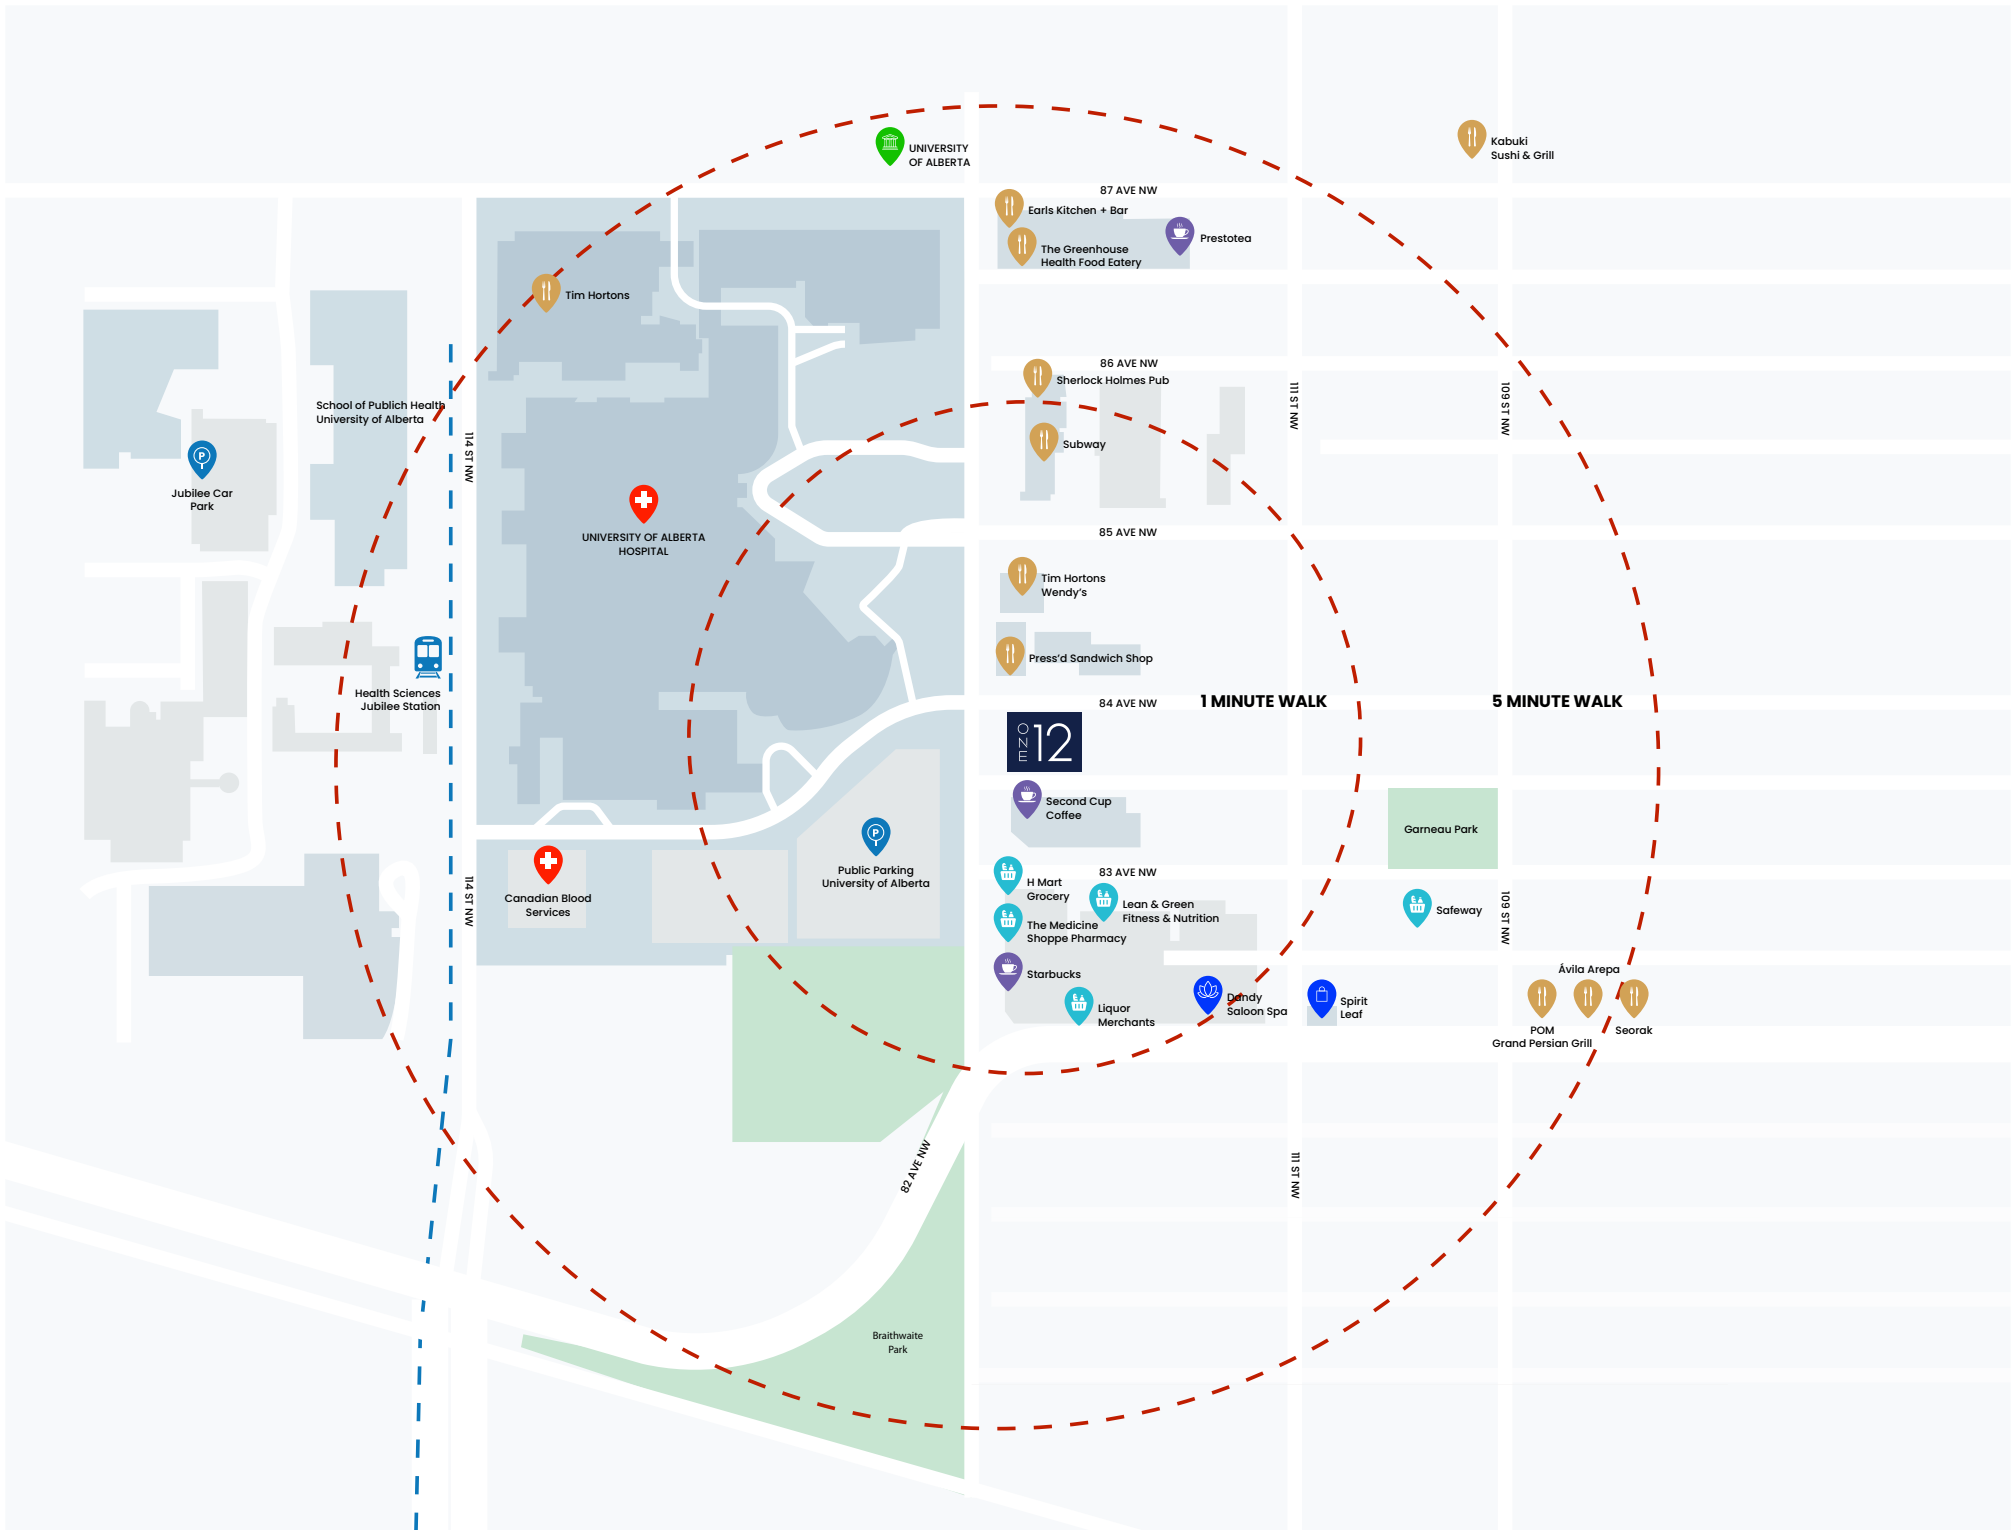 UNIVERSITY
OF ALBERTA
Kabuki
Sushi & Grill
87 AVE NW
Earls Kitchen + Bar
The Greenhouse
Health Food Eatery
Prestotea
Tim Hortons
86 AVE NW
Sherlock Holmes Pub
School of Publich Health
University of Alberta
111 ST NW
109 ST NW
114 ST NW
Subway
P
Jubilee Car
Park
UNIVERSITY OF ALBERTA
HOSPITAL
85 AVE NW
Tim Hortons
Wendy's
Press'd Sandwich Shop
Health Sciences
Jubilee Station
84 AVE NW
1 MINUTE WALK
5 MINUTE WALK
ONE
12
Second Cup
Coffee
Garneau Park
P
Public Parking
University of Alberta
83 AVE NW
H Mart
Grocery
Lean & Green
Fitness & Nutrition
The Medicine
Shoppe Pharmacy
Safeway
109 ST NW
114 ST NW
Canadian Blood
Services
Starbucks
Liquor
Merchants
Dandy
Saloon Spa
Spirit
Leaf
Ávila Arepa
POM
Grand Persian Grill
Seorak
82 AVE NW
111 ST NW
Braithwaite
Park